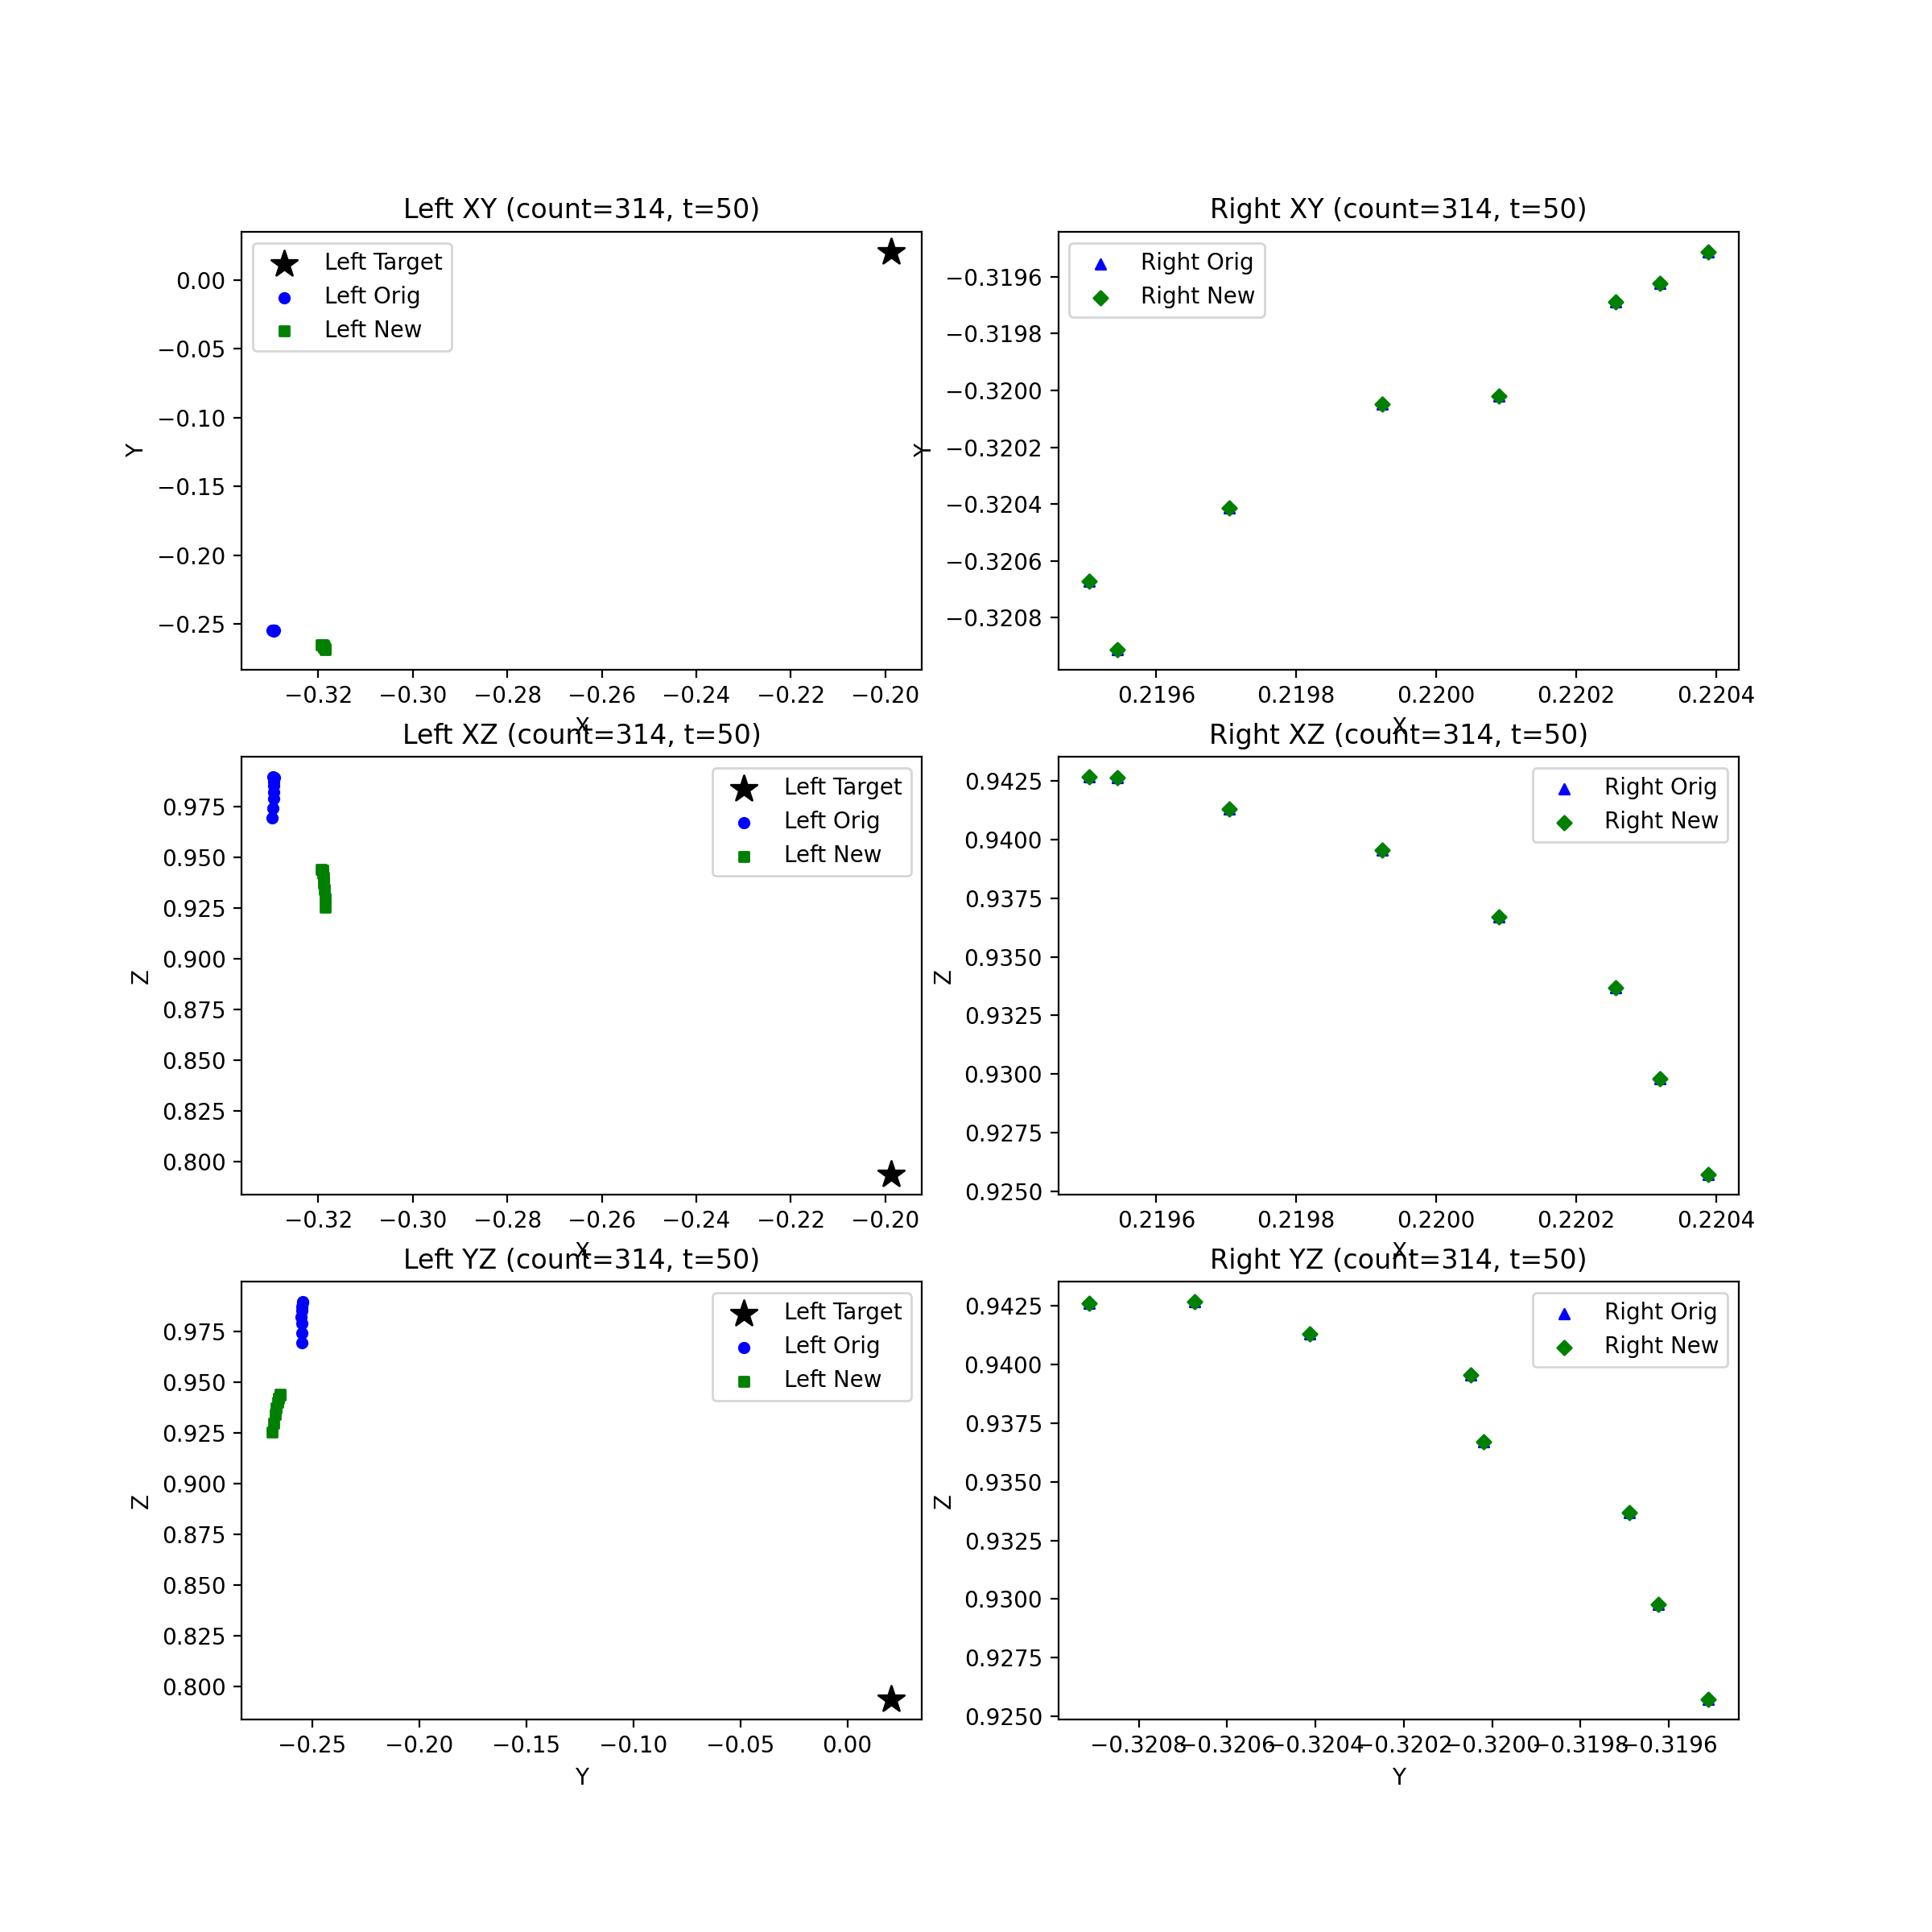 Left XY (count=314, t=50)
Left Target
Left Orig
Left New
0.00
−0.05
−0.10
−0.15
−0.20
−0.25
Y
−0.32 −0.30 −0.28 −0.26 −0.24 −0.22 −0.20
X
Right XY (count=314, t=50)
Right Orig
Right New
−0.3196
−0.3198
−0.3200
−0.3202
−0.3204
−0.3206
−0.3208
Y
0.2196 0.2198 0.2200 0.2202 0.2204
X
Left XZ (count=314, t=50)
Left Target
Left Orig
Left New
0.975
0.950
0.925
0.900
0.875
0.850
0.825
0.800
Z
−0.32 −0.30 −0.28 −0.26 −0.24 −0.22 −0.20
X
Right XZ (count=314, t=50)
Right Orig
Right New
0.9425
0.9400
0.9375
0.9350
0.9325
0.9300
0.9275
0.9250
Z
0.2196 0.2198 0.2200 0.2202 0.2204
X
Left YZ (count=314, t=50)
Left Target
Left Orig
Left New
0.975
0.950
0.925
0.900
0.875
0.850
0.825
0.800
Z
−0.25 −0.20 −0.15 −0.10 −0.05 0.00
Y
Right YZ (count=314, t=50)
Right Orig
Right New
0.9425
0.9400
0.9375
0.9350
0.9325
0.9300
0.9275
0.9250
Z
−0.3208 −0.3206 −0.3204 −0.3202 −0.3200 −0.3198 −0.3196
Y